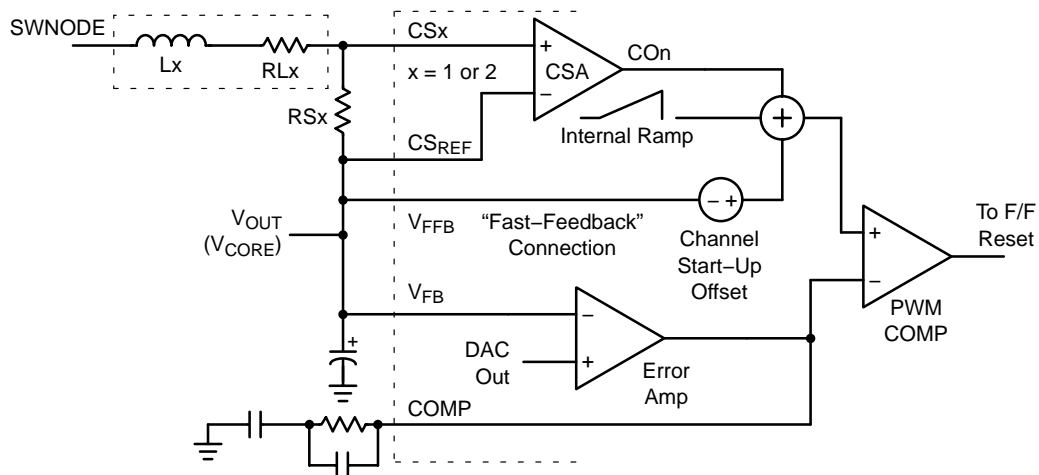 SWNODE
Lx
RLx
RSx
CSx
x = 1 or 2
CSREF
+
CSA
−
COn
Internal Ramp
+
VOUT
(VCORE)
VFFB
“Fast−Feedback”
Connection
− +
Channel
Start−Up
Offset
+
−
PWM
COMP
To F/F
Reset
VFB
−
+
DAC
Out
Error
Amp
+
COMP